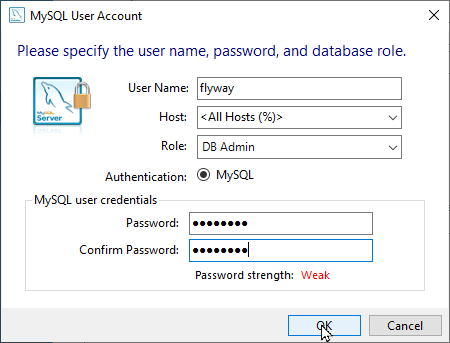 MySQL User Account
Please specify the user name, password, and database role.
User Name: flyway
Host: <All Hosts (%)>
Role: DB Admin
MySQL
Server
Authentication: MySQL
MySQL user credentials
Password: ●●●●●●●●
Confirm Password: ●●●●●●●●
Password strength: Weak
OK Cancel